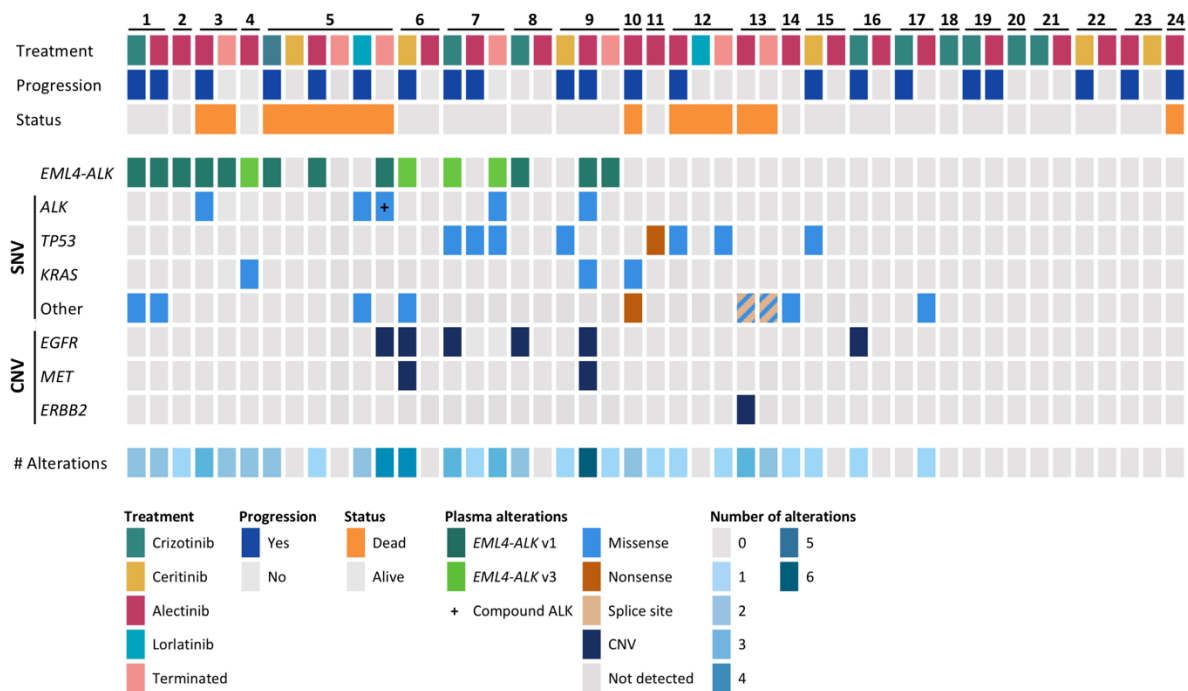 1 2 3 4 5 6 7 8 9 10 11 12 13 14 15 16 17 18 19 20 21 22 23 24
Treatment
Progression
Status
EML4-ALK
SNV
ALK
+
TP53
KRAS
Other
CNV
EGFR
MET
ERBB2
# Alterations
Treatment
Crizotinib
Ceritinib
Alectinib
Lorlatinib
Terminated
Progression
Yes
No
Status
Dead
Alive
Plasma alterations
EML4-ALK v1
EML4-ALK v3
+ Compound ALK
Missense
Nonsense
Splice site
CNV
Not detected
Number of alterations
0
1
2
3
4
5
6